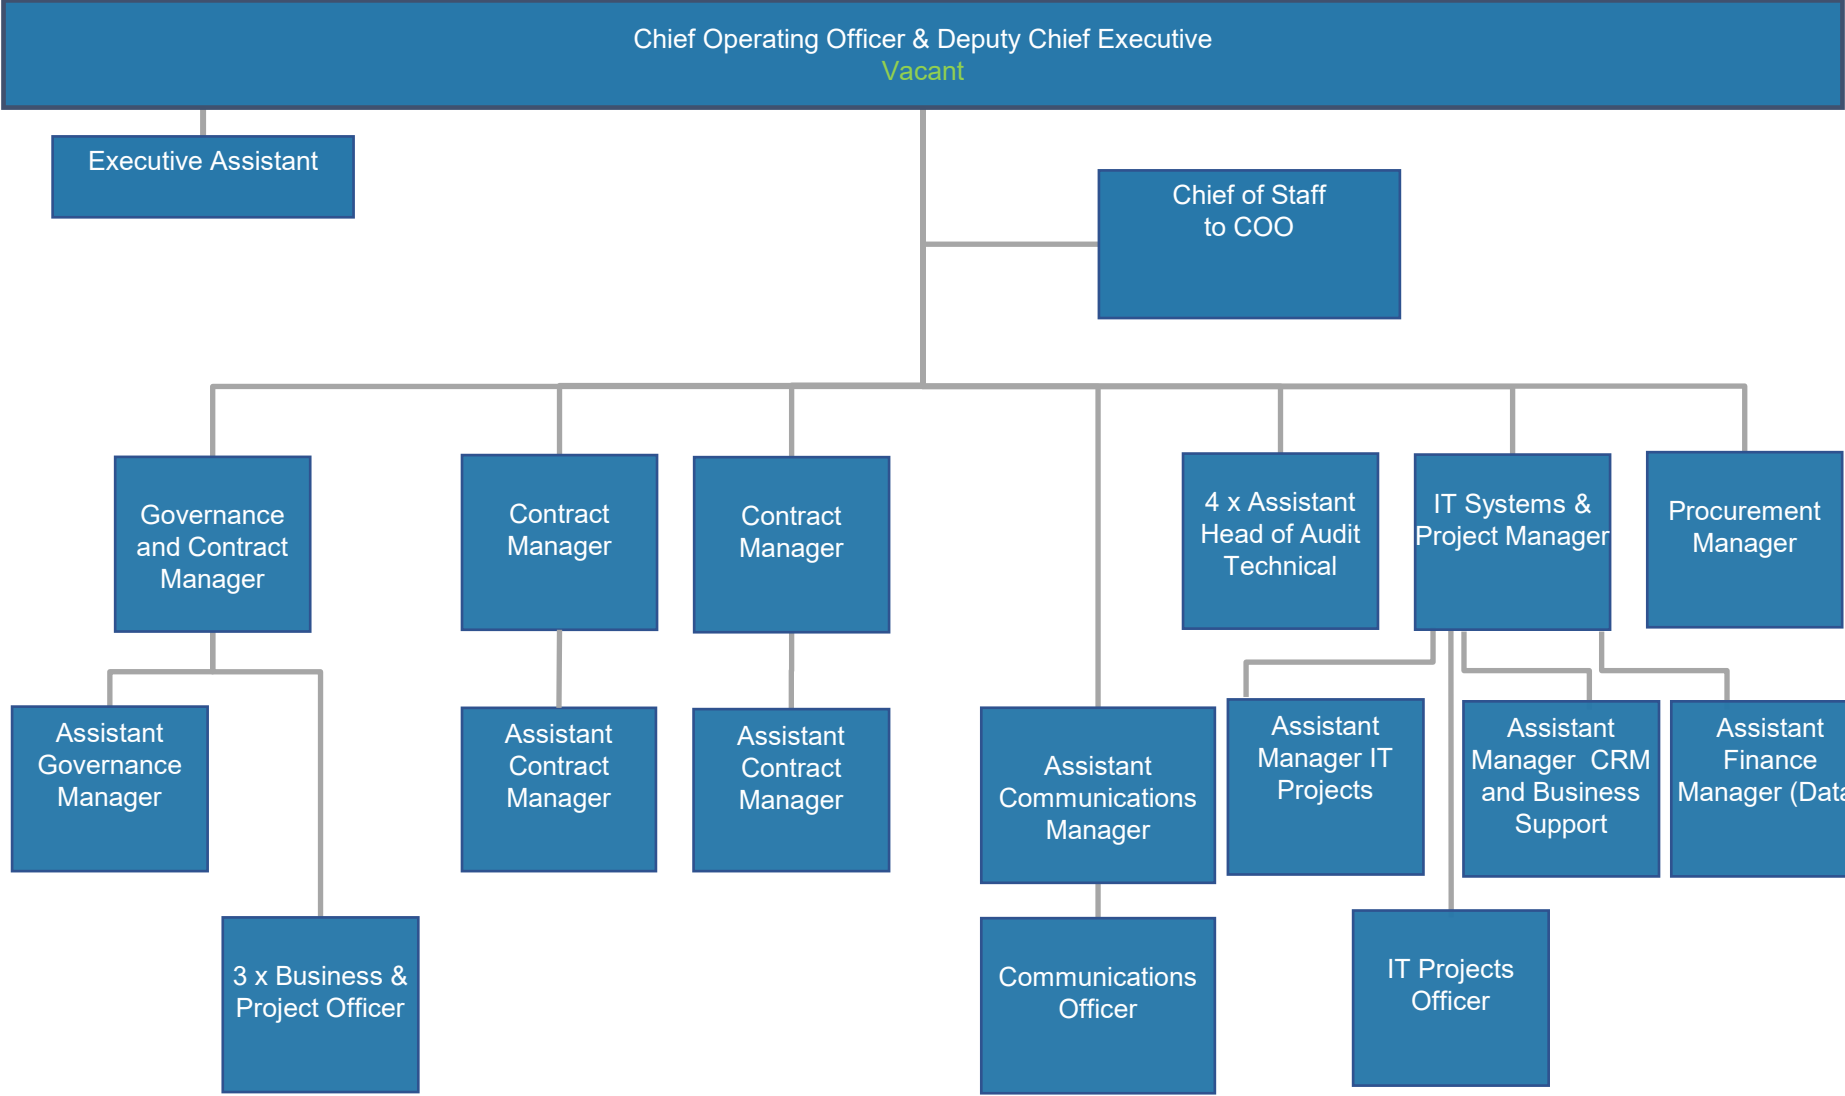 Chief Operating Officer & Deputy Chief Executive
Vacant
Executive Assistant
Chief of Staff
to COO
Governance
and Contract
Manager
Contract
Manager
Contract
Manager
4 x Assistant
Head of Audit
Technical
IT Systems &
Project Manager
Procurement
Manager
Assistant
Governance
Manager
Assistant
Contract
Manager
Assistant
Contract
Manager
Assistant
Communications
Manager
Assistant
Manager IT
Projects
Assistant
Manager CRM
and Business
Support
Assistant
Finance
Manager (Data
3 x Business &
Project Officer
Communications
Officer
IT Projects
Officer